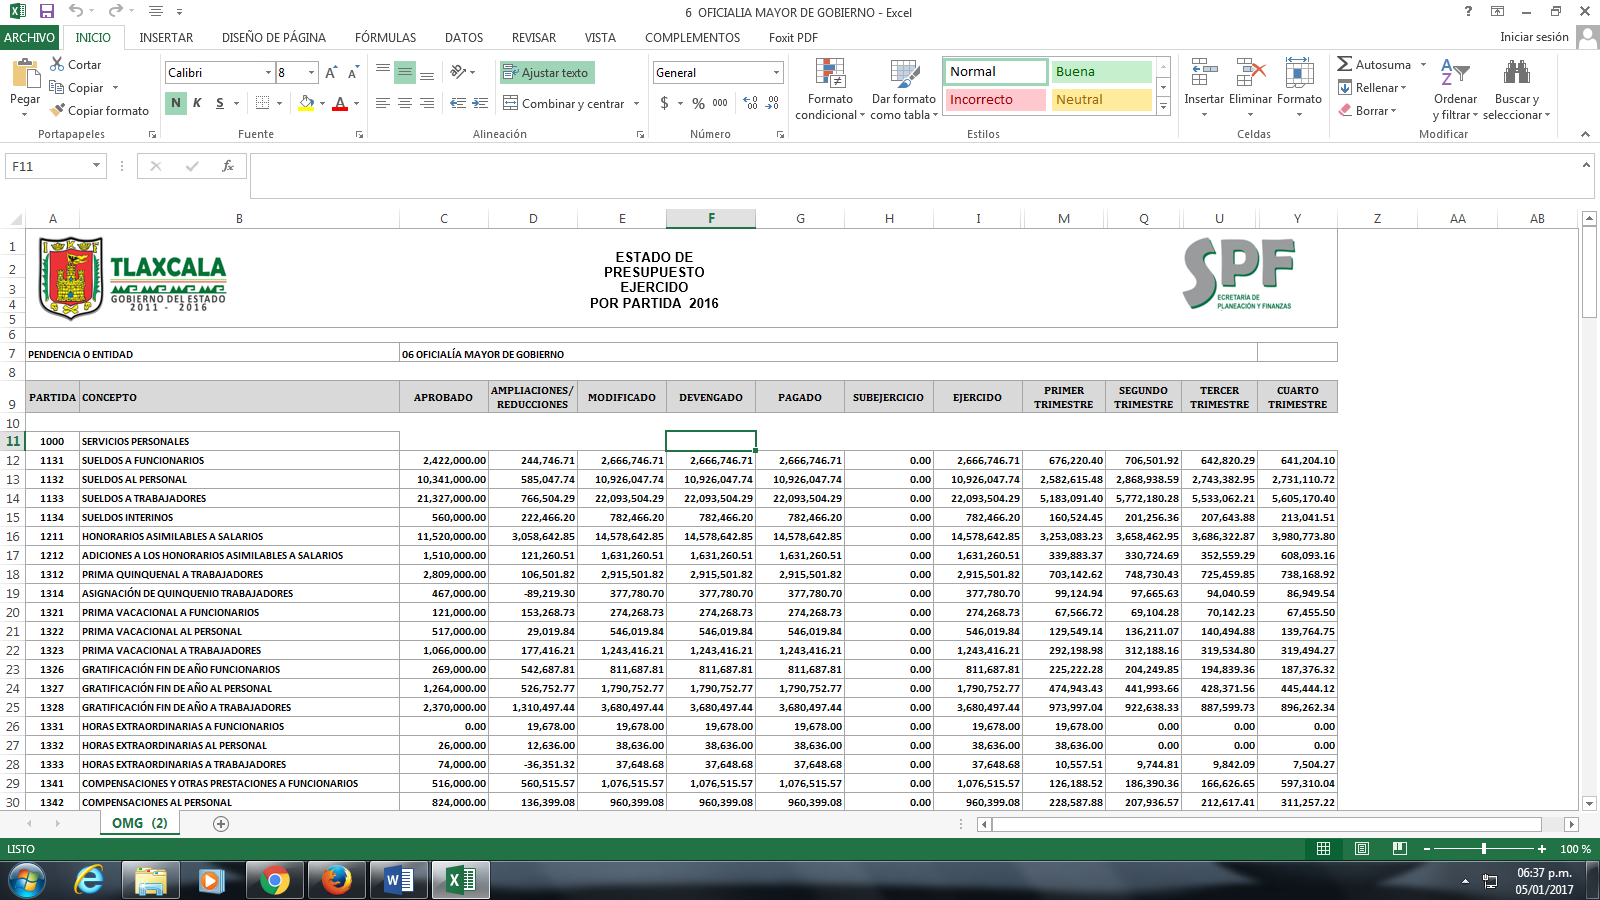 6 OFICIALIA MAYOR DE GOBIERNO - Excel
ARCHIVO INICIO INSERTAR DISEÑO DE PÁGINA FÓRMULAS DATOS REVISAR VISTA COMPLEMENTOS Foxit PDF Iniciar sesión
Pegar Cortar Copiar Copiar formato Portapapeles
Calibri 8 N K S Fuente
Ajustar texto Combinar y centrar Alineación
General $ % 000 Número
Formato condicional Dar formato como tabla Normal Buena Incorrecto Neutral Estilos
Insertar Eliminar Formato Celdas
Autosuma Rellenar Borrar Ordenar y filtrar Buscar y seleccionar Modificar
F11 fx
A B C D E F G H I M Q U Y Z AA AB
1
2
3
4
5
I K F
TLAXCALA
GOBIERNO DEL ESTADO
2011 - 2016
ESTADO DE
PRESUPUESTO
EJERCIDO
POR PARTIDA 2016
SPF
ECRETARÍA DE
PLANEACIÓN Y FINANZAS
6
7 PENDENCIA O ENTIDAD 06 OFICIALÍA MAYOR DE GOBIERNO
8
9 PARTIDA CONCEPTO APROBADO AMPLIACIONES/ REDUCCIONES MODIFICADO DEVENGADO PAGADO SUBEJERCICIO EJERCIDO PRIMER TRIMESTRE SEGUNDO TRIMESTRE TERCER TRIMESTRE CUARTO TRIMESTRE
10
11 1000 SERVICIOS PERSONALES
12 1131 SUELDOS A FUNCIONARIOS 2,422,000.00 244,746.71 2,666,746.71 2,666,746.71 2,666,746.71 0.00 2,666,746.71 676,220.40 706,501.92 642,820.29 641,204.10
13 1132 SUELDOS AL PERSONAL 10,341,000.00 585,047.74 10,926,047.74 10,926,047.74 10,926,047.74 0.00 10,926,047.74 2,582,615.48 2,868,938.59 2,743,382.95 2,731,110.72
14 1133 SUELDOS A TRABAJADORES 21,327,000.00 766,504.29 22,093,504.29 22,093,504.29 22,093,504.29 0.00 22,093,504.29 5,183,091.40 5,772,180.28 5,533,062.21 5,605,170.40
15 1134 SUELDOS INTERINOS 560,000.00 222,466.20 782,466.20 782,466.20 782,466.20 0.00 782,466.20 160,524.45 201,256.36 207,643.88 213,041.51
16 1211 HONORARIOS ASIMILABLES A SALARIOS 11,520,000.00 3,058,642.85 14,578,642.85 14,578,642.85 14,578,642.85 0.00 14,578,642.85 3,253,083.23 3,658,462.95 3,686,322.87 3,980,773.80
17 1212 ADICIONES A LOS HONORARIOS ASIMILABLES A SALARIOS 1,510,000.00 121,260.51 1,631,260.51 1,631,260.51 1,631,260.51 0.00 1,631,260.51 339,883.37 330,724.69 352,559.29 608,093.16
18 1312 PRIMA QUINQUENAL A TRABAJADORES 2,809,000.00 106,501.82 2,915,501.82 2,915,501.82 2,915,501.82 0.00 2,915,501.82 703,142.62 748,730.43 725,459.85 738,168.92
19 1314 ASIGNACIÓN DE QUINQUENIO TRABAJADORES 467,000.00 -89,219.30 377,780.70 377,780.70 377,780.70 0.00 377,780.70 99,124.94 97,665.63 94,040.59 86,949.54
20 1321 PRIMA VACACIONAL A FUNCIONARIOS 121,000.00 153,268.73 274,268.73 274,268.73 274,268.73 0.00 274,268.73 67,566.72 69,104.28 70,142.23 67,455.50
21 1322 PRIMA VACACIONAL AL PERSONAL 517,000.00 29,019.84 546,019.84 546,019.84 546,019.84 0.00 546,019.84 129,549.14 136,211.07 140,494.88 139,764.75
22 1323 PRIMA VACACIONAL A TRABAJADORES 1,066,000.00 177,416.21 1,243,416.21 1,243,416.21 1,243,416.21 0.00 1,243,416.21 292,198.98 312,188.16 319,534.80 319,494.27
23 1326 GRATIFICACIÓN FIN DE AÑO FUNCIONARIOS 269,000.00 542,687.81 811,687.81 811,687.81 811,687.81 0.00 811,687.81 225,222.28 204,249.85 194,839.36 187,376.32
24 1327 GRATIFICACIÓN FIN DE AÑO AL PERSONAL 1,264,000.00 526,752.77 1,790,752.77 1,790,752.77 1,790,752.77 0.00 1,790,752.77 474,943.43 441,993.66 428,371.56 445,444.12
25 1328 GRATIFICACIÓN FIN DE AÑO A TRABAJADORES 2,370,000.00 1,310,497.44 3,680,497.44 3,680,497.44 3,680,497.44 0.00 3,680,497.44 973,997.04 922,638.33 887,599.73 896,262.34
26 1331 HORAS EXTRAORDINARIAS A FUNCIONARIOS 0.00 19,678.00 19,678.00 19,678.00 19,678.00 0.00 19,678.00 19,678.00 0.00 0.00 0.00
27 1332 HORAS EXTRAORDINARIAS AL PERSONAL 26,000.00 12,636.00 38,636.00 38,636.00 38,636.00 0.00 38,636.00 38,636.00 0.00 0.00 0.00
28 1333 HORAS EXTRAORDINARIAS A TRABAJADORES 74,000.00 -36,351.32 37,648.68 37,648.68 37,648.68 0.00 37,648.68 10,557.51 9,744.81 9,842.09 7,504.27
29 1341 COMPENSACIONES Y OTRAS PRESTACIONES A FUNCIONARIOS 516,000.00 560,515.57 1,076,515.57 1,076,515.57 1,076,515.57 0.00 1,076,515.57 126,188.52 186,390.36 166,626.65 597,310.04
30 1342 COMPENSACIONES AL PERSONAL 824,000.00 136,399.08 960,399.08 960,399.08 960,399.08 0.00 960,399.08 228,587.88 207,936.57 212,617.41 311,257.22
OMG (2)
LISTO 100 %
06:37 p.m.
05/01/2017